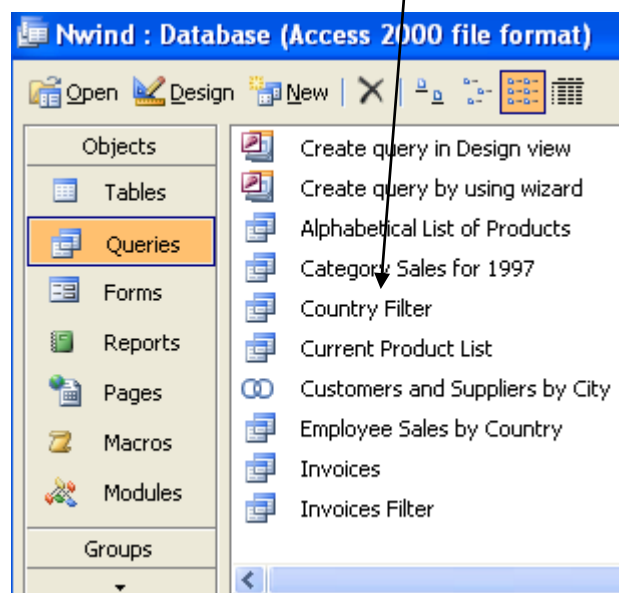 Nwind : Database (Access 2000 file format)
Open Design New
Objects
Tables
Queries
Forms
Reports
Pages
Macros
Modules
Groups
Create query in Design view
Create query by using wizard
Alphabetical List of Products
Category Sales for 1997
Country Filter
Current Product List
Customers and Suppliers by City
Employee Sales by Country
Invoices
Invoices Filter